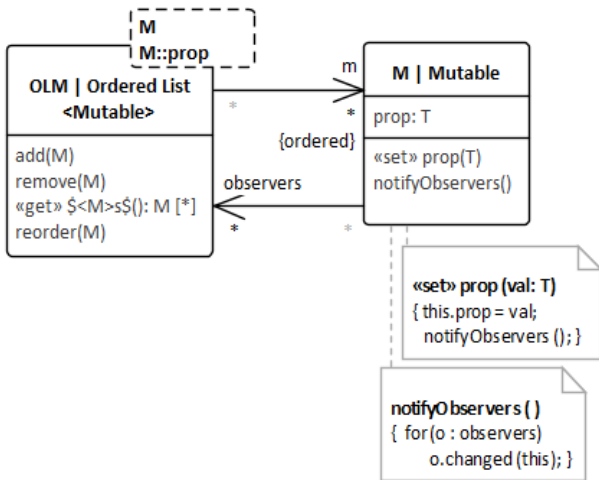 M
M::prop
OLM | Ordered List
<Mutable>
add(M)
remove(M)
«get» $<M>s$(): M [*]
reorder(M)
m
*
*
{ordered}
observers
*
*
M | Mutable
prop: T
«set» prop(T)
notifyObservers()
«set» prop (val: T)
{ this.prop = val;
notifyObservers (); }
notifyObservers ( )
{ for(o : observers)
o.changed (this); }